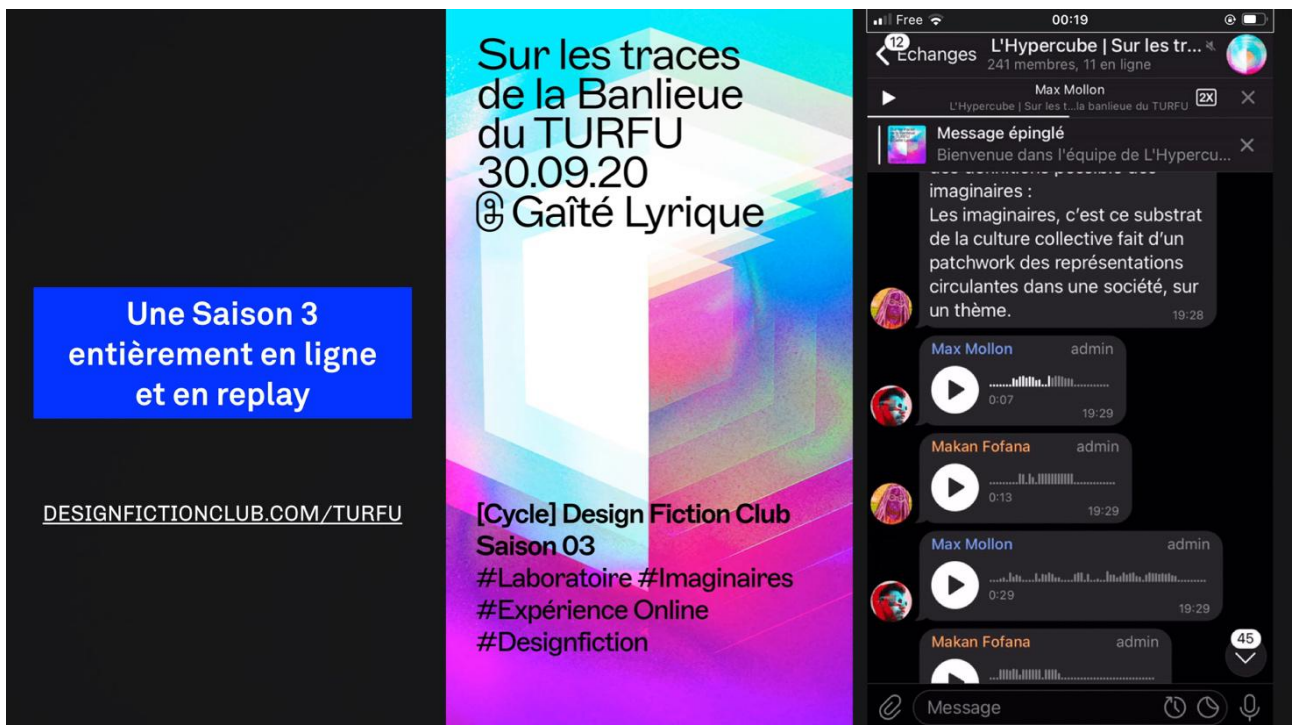 Une Saison 3
entièrement en ligne
et en replay
DESIGNFICTIONCLUB.COM/TURFU
Sur les traces
de la Banlieue
du TURFU
30.09.20
@ Gaîté Lyrique
[Cycle] Design Fiction Club
Saison 03
#Laboratoire #Imaginaires
#Expérience Online
#Designfiction
Free 00:19
12
Echanges
L'Hypercube | Sur les tr...
241 membres, 11 en ligne
Max Mollon
L'Hypercube | Sur les t...la banlieue du TURFU
2X
Message épinglé
Bienvenue dans l'équipe de L'Hypercu...
des définitions possible des
imaginaires :
Les imaginaires, c'est ce substrat
de la culture collective fait d'un
patchwork des représentations
circulantes dans une société, sur
un thème.
19:28
Max Mollon admin
0:07
19:29
Makan Fofana admin
0:13
19:29
Max Mollon admin
0:29
19:29
Makan Fofana admin
45
Message